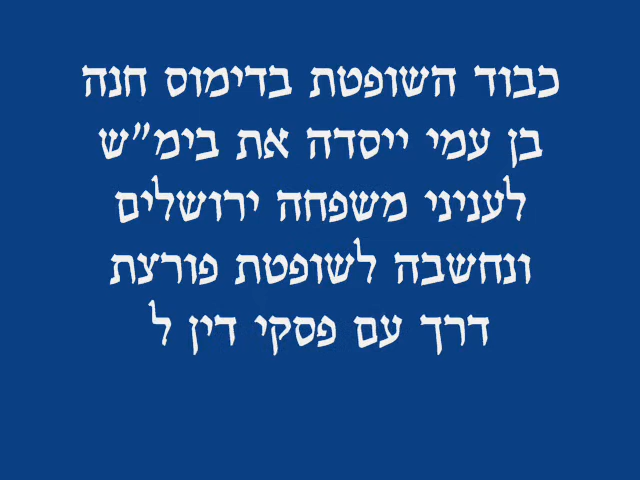 כבוד השופטת בדימוס חנה
בן עמי ייסדה את בימ"ש
לעניני משפחה ירושלים
ונחשבה לשופטת פורצת
דרך עם פסקי דין ל